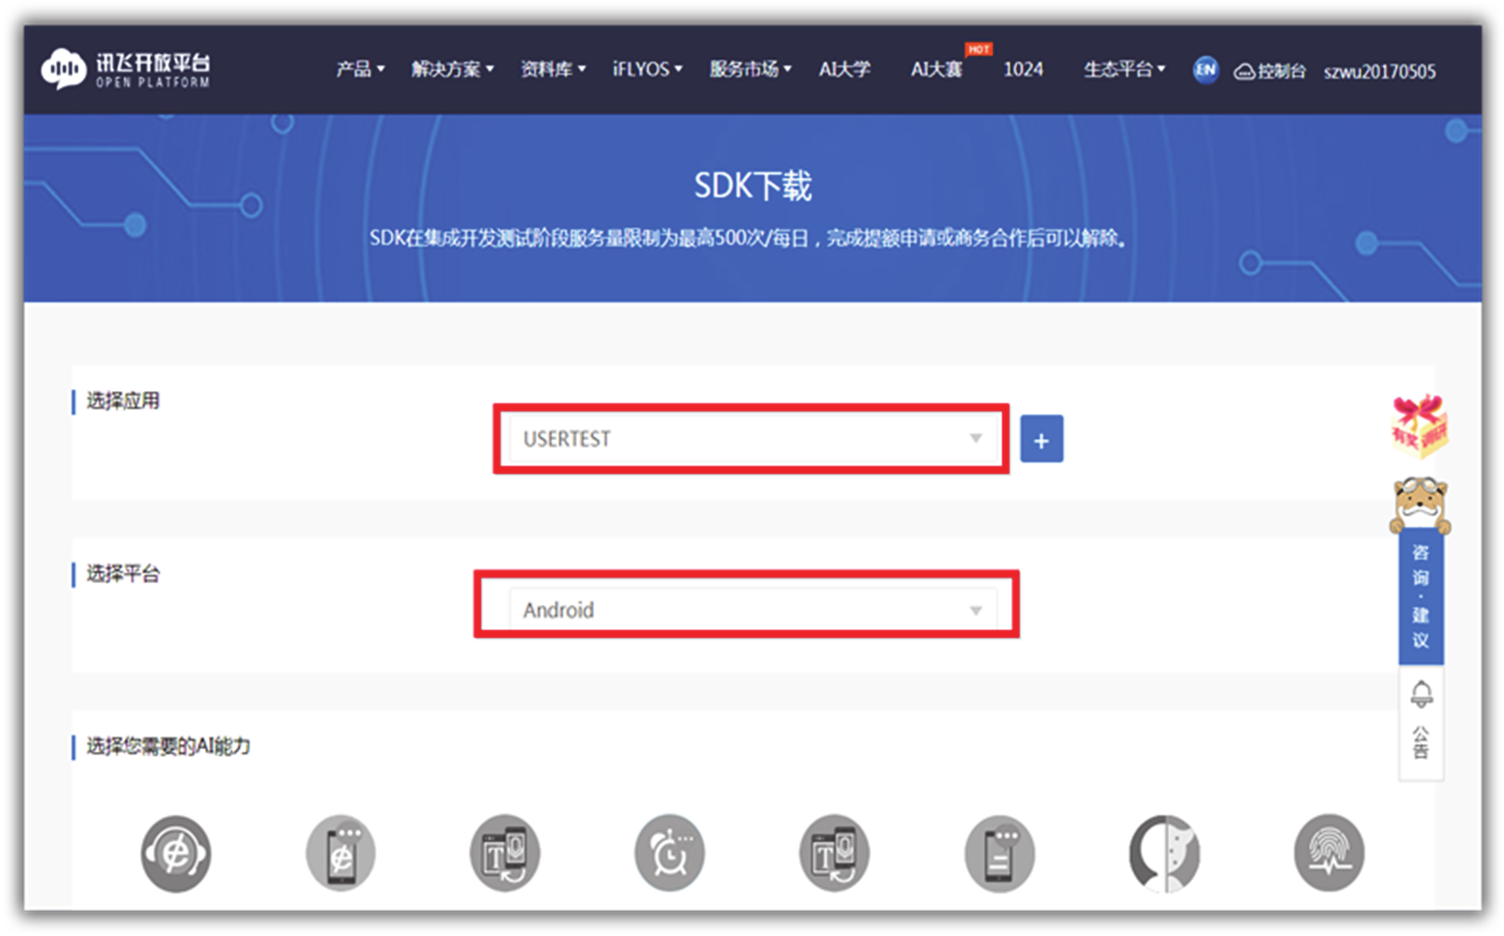 讯飞开放平台
OPEN PLATFORM
产品 解决方案 资料库 iFLYOS 服务市场 AI大学 AI大赛 HOT 1024 生态平台 EN 控制台 szwu20170505
SDK下载
SDK在集成开发测试阶段服务量限制为最高500次/每日，完成提额申请或商务合作后可以解除。
选择应用
USERTEST
+
有奖调研
选择平台
Android
咨询·建议
公告
选择您需要的AI能力